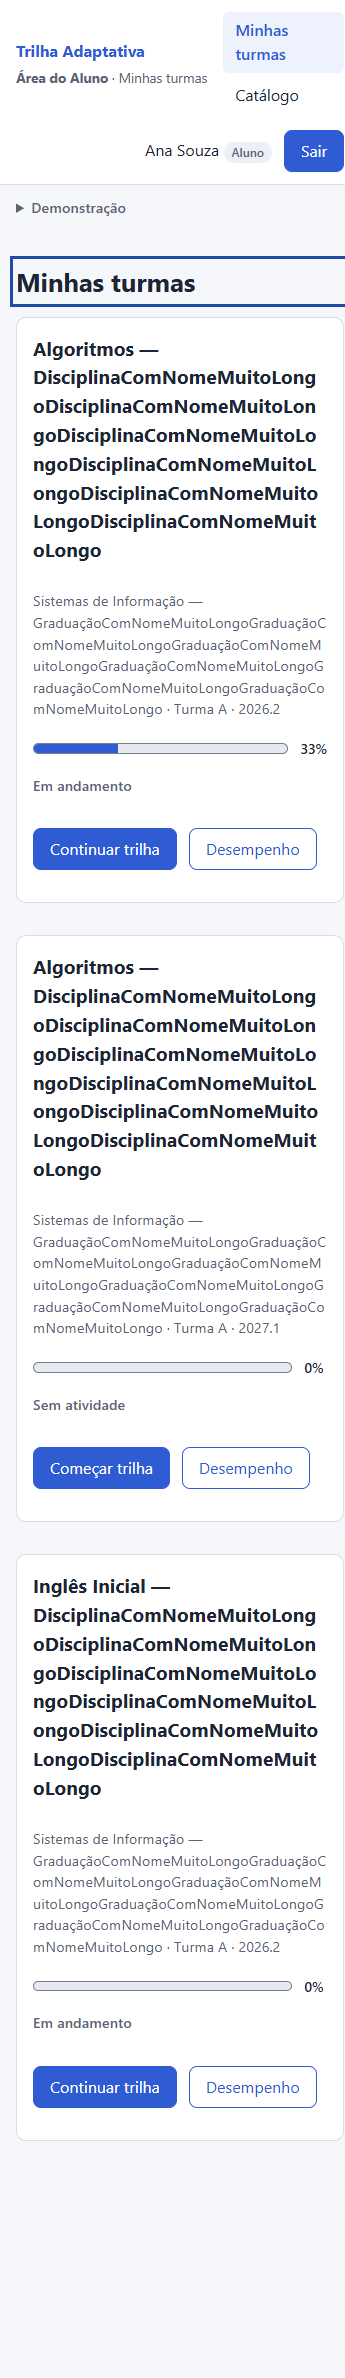 Trilha Adaptativa
Área do Aluno · Minhas turmas
Minhas
turmas
Catálogo
Ana Souza Aluno Sair
▶ Demonstração
Minhas turmas
Algoritmos —
DisciplinaComNomeMuitoLong
oDisciplinaComNomeMuitoLon
goDisciplinaComNomeMuitoLo
ngoDisciplinaComNomeMuitoL
ongoDisciplinaComNomeMuito
LongoDisciplinaComNomeMuit
oLongo
Sistemas de Informação —
GraduaçãoComNomeMuitoLongoGraduaçãoC
omNomeMuitoLongoGraduaçãoComNomeM
uitoLongoGraduaçãoComNomeMuitoLongoG
raduaçãoComNomeMuitoLongoGraduaçãoCo
mNomeMuitoLongo · Turma A · 2026.2
33%
Em andamento
Continuar trilha Desempenho
Algoritmos —
DisciplinaComNomeMuitoLong
oDisciplinaComNomeMuitoLon
goDisciplinaComNomeMuitoLo
ngoDisciplinaComNomeMuitoL
ongoDisciplinaComNomeMuito
LongoDisciplinaComNomeMuit
oLongo
Sistemas de Informação —
GraduaçãoComNomeMuitoLongoGraduaçãoC
omNomeMuitoLongoGraduaçãoComNomeM
uitoLongoGraduaçãoComNomeMuitoLongoG
raduaçãoComNomeMuitoLongoGraduaçãoCo
mNomeMuitoLongo · Turma A · 2027.1
0%
Sem atividade
Começar trilha Desempenho
Inglês Inicial —
DisciplinaComNomeMuitoLong
oDisciplinaComNomeMuitoLon
goDisciplinaComNomeMuitoLo
ngoDisciplinaComNomeMuitoL
ongoDisciplinaComNomeMuito
LongoDisciplinaComNomeMuit
oLongo
Sistemas de Informação —
GraduaçãoComNomeMuitoLongoGraduaçãoC
omNomeMuitoLongoGraduaçãoComNomeM
uitoLongoGraduaçãoComNomeMuitoLongoG
raduaçãoComNomeMuitoLongoGraduaçãoCo
mNomeMuitoLongo · Turma A · 2026.2
0%
Em andamento
Continuar trilha Desempenho